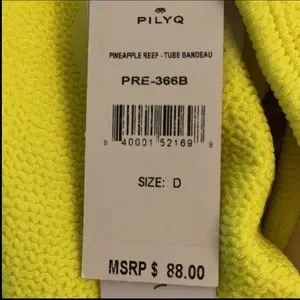 PILYQ
PINEAPPLE REEF - TUBE BANDEAU
PRE-366B
8 40001 52169 8
SIZE: D
MSRP $ 88.00